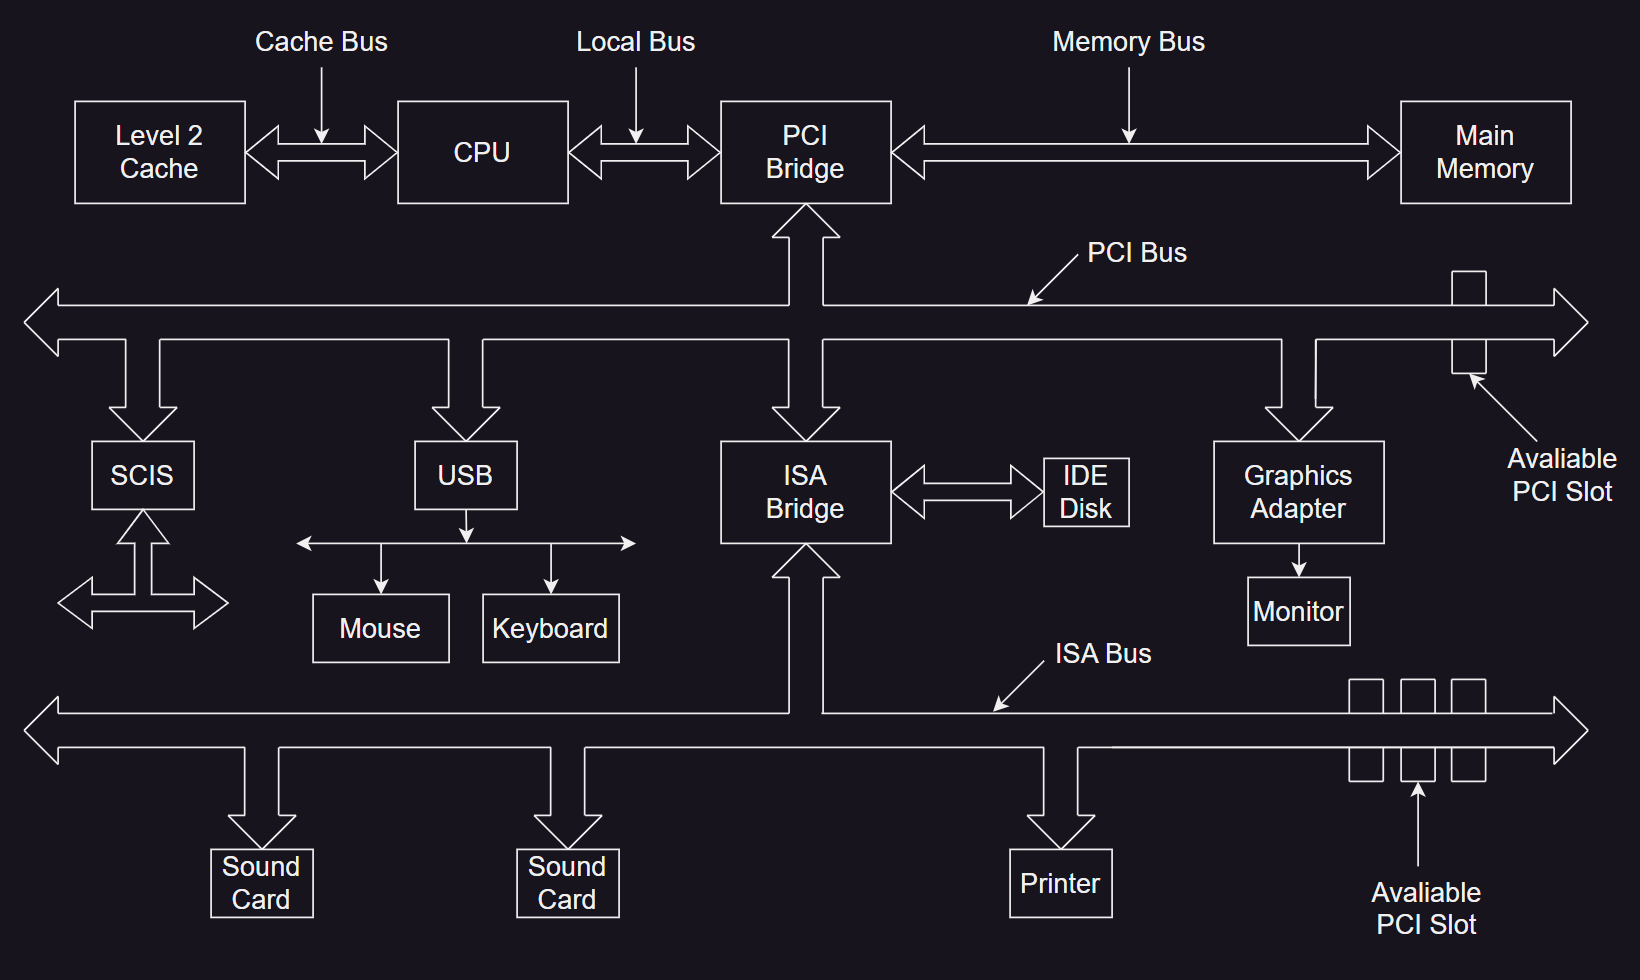 Cache Bus
Local Bus
Memory Bus
Level 2
Cache
CPU
PCI
Bridge
Main
Memory
PCI Bus
SCIS
USB
ISA
Bridge
IDE
Disk
Graphics
Adapter
Avaliable
PCI Slot
Mouse
Keyboard
Monitor
ISA Bus
Sound
Card
Sound
Card
Printer
Avaliable
PCI Slot